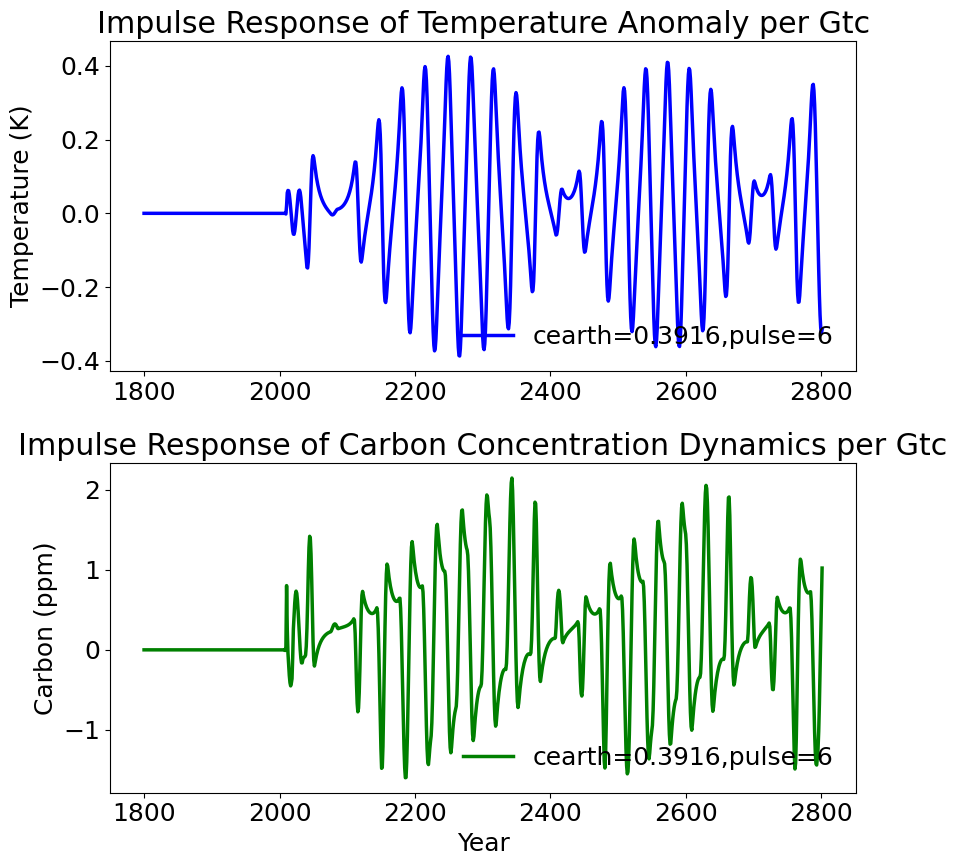 Impulse Response of Temperature Anomaly per Gtc
Temperature (K)
0.4
0.2
0.0
−0.2
−0.4
cearth=0.3916,pulse=6
1800 2000 2200 2400 2600 2800
Impulse Response of Carbon Concentration Dynamics per Gtc
Carbon (ppm)
2
1
0
−1
cearth=0.3916,pulse=6
1800 2000 2200 2400 2600 2800
Year